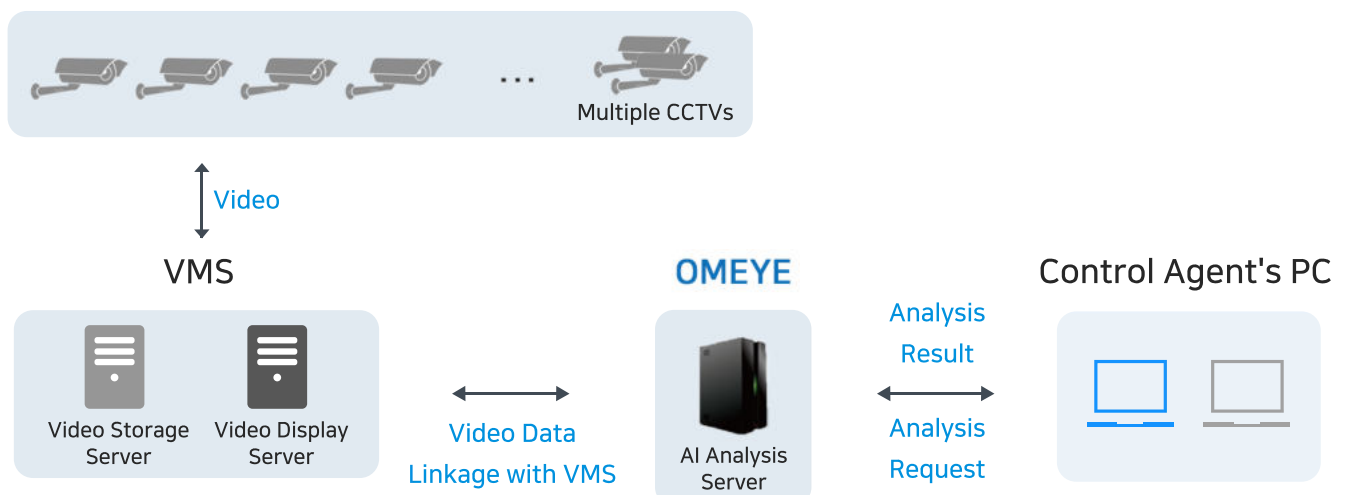 ...
Multiple CCTVs
Video
VMS
OMEYE
Control Agent's PC
Analysis
Result
Video Storage
Server
Video Display
Server
Video Data
Linkage with VMS
AI Analysis
Server
Analysis
Request